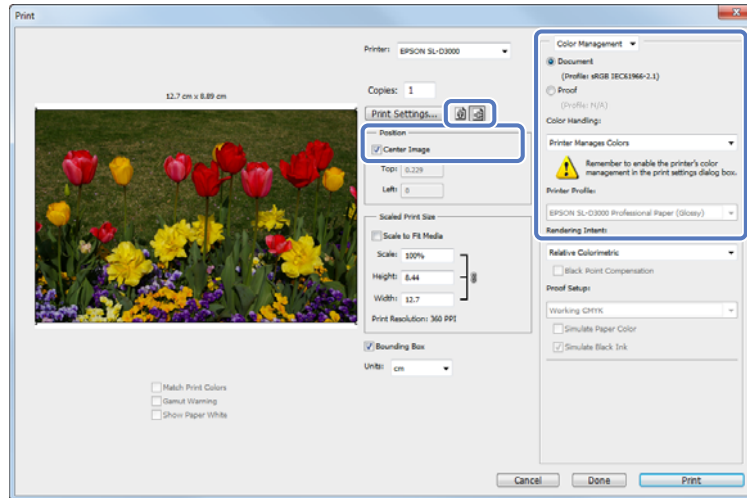 Print
12.7 cm x 8.89 cm
Match Print Colors
Gamut Warning
Show Paper White
Printer: EPSON SL-D3000
Copies: 1
Print Settings...
Position
Center Image
Top: 0.229
Left: 0
Scaled Print Size
Scale to Fit Media
Scale: 100%
Height: 8.44
Width: 12.7
Print Resolution: 360 PPI
Bounding Box
Units: cm
Color Management
Document
(Profile: sRGB IEC61966-2.1)
Proof
(Profile: N/A)
Color Handling:
Printer Manages Colors
Remember to enable the printer's color
management in the print settings dialog box.
Printer Profile:
EPSON SL-D3000 Professional Paper (Glossy)
Rendering Intent:
Relative Colorimetric
Black Point Compensation
Proof Setup:
Working CMYK
Simulate Paper Color
Simulate Black Ink
Cancel
Done
Print